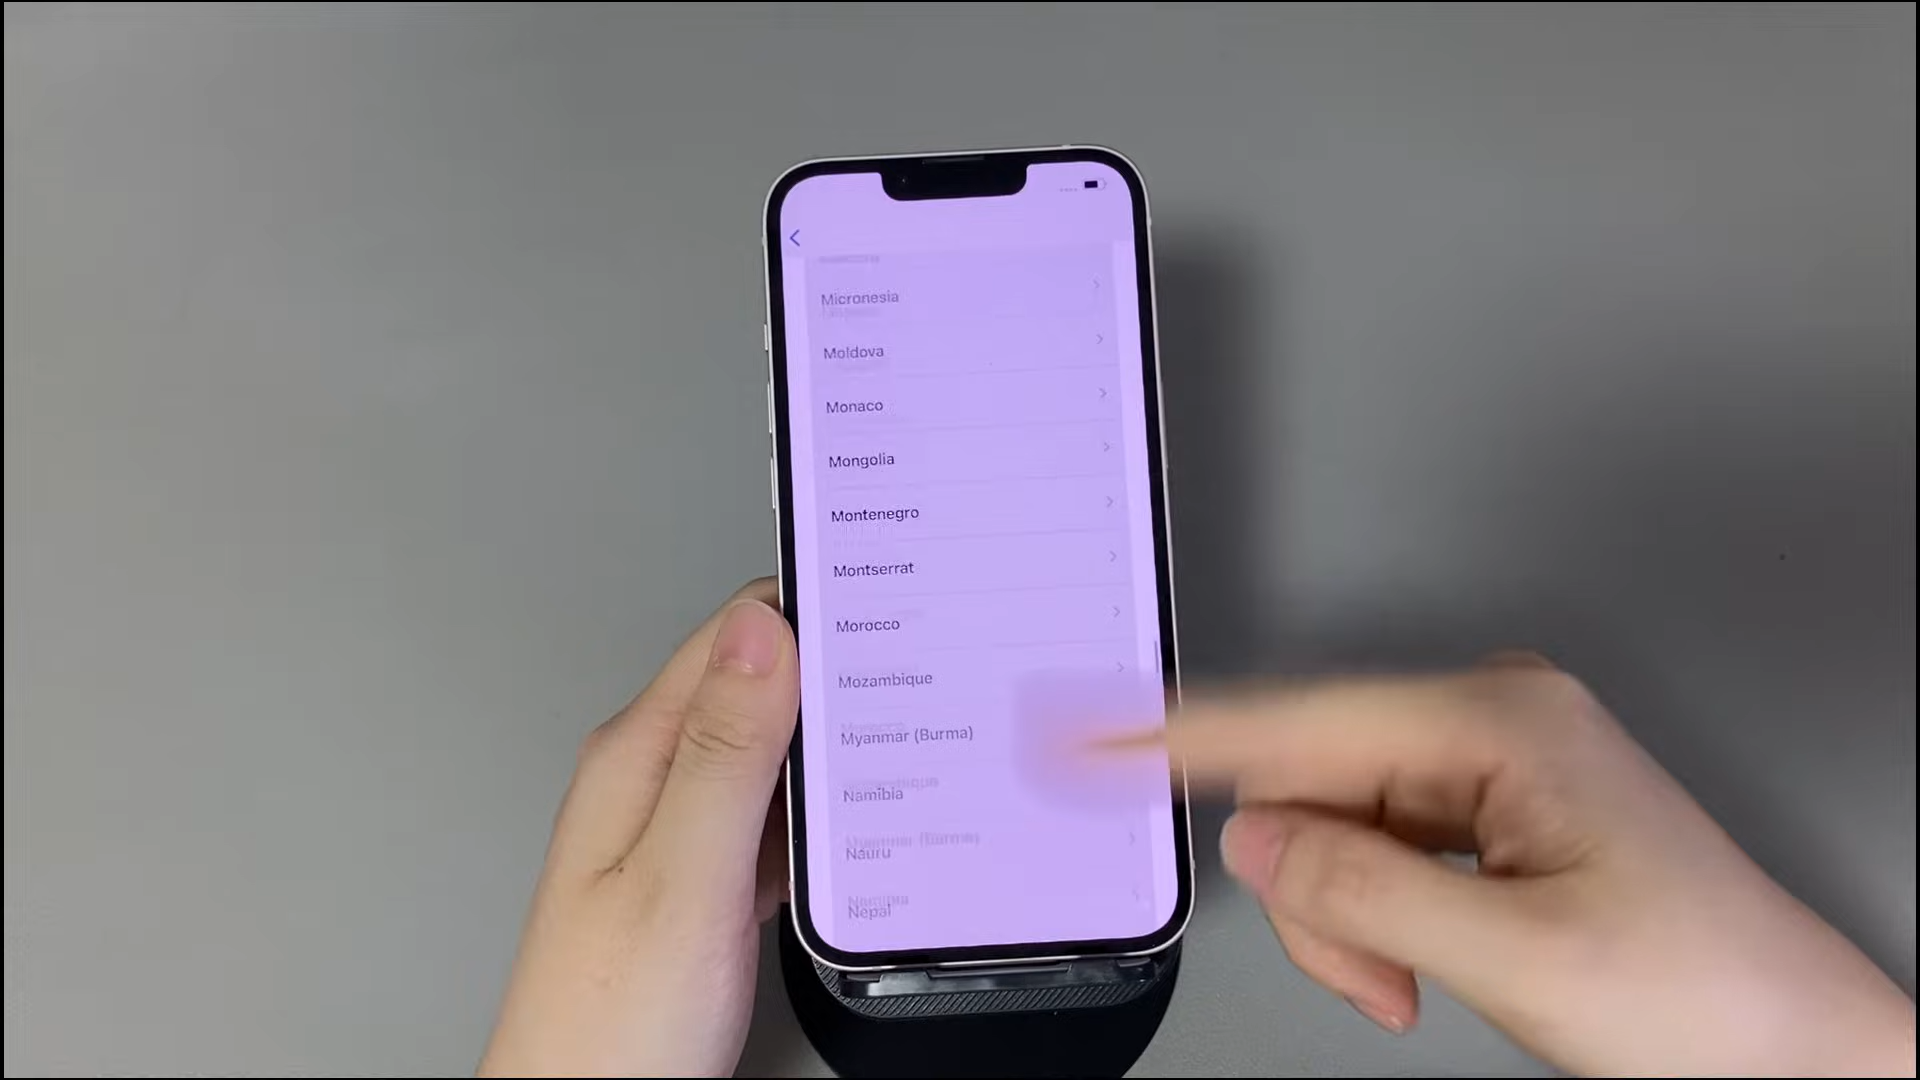 Micronesia
Moldova
Monaco
Mongolia
Montenegro
Montserrat
Morocco
Mozambique
Myanmar (Burma)
Namibia
Nauru
Nepal